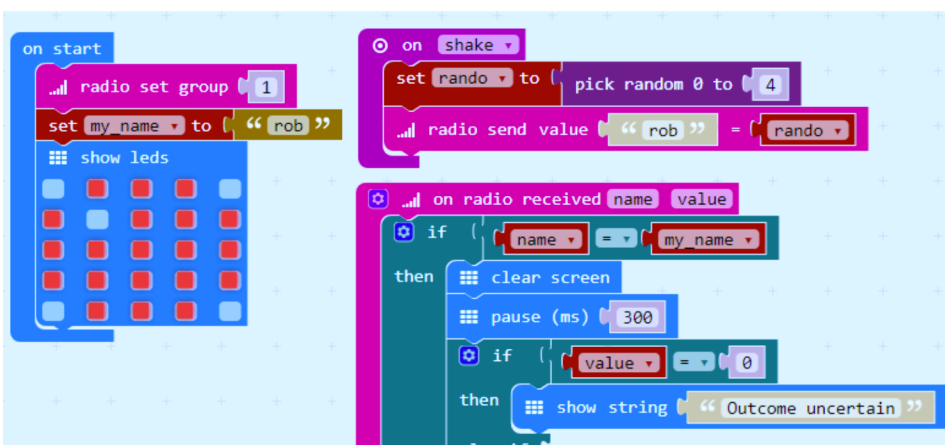 on start
radio set group 1
set my_name to “ rob ”
show leds
on shake
set rando to pick random 0 to 4
radio send value “ rob ” = rando
on radio received name value
if name = my_name
then clear screen
pause (ms) 300
if value = 0
then show string “ Outcome uncertain ”